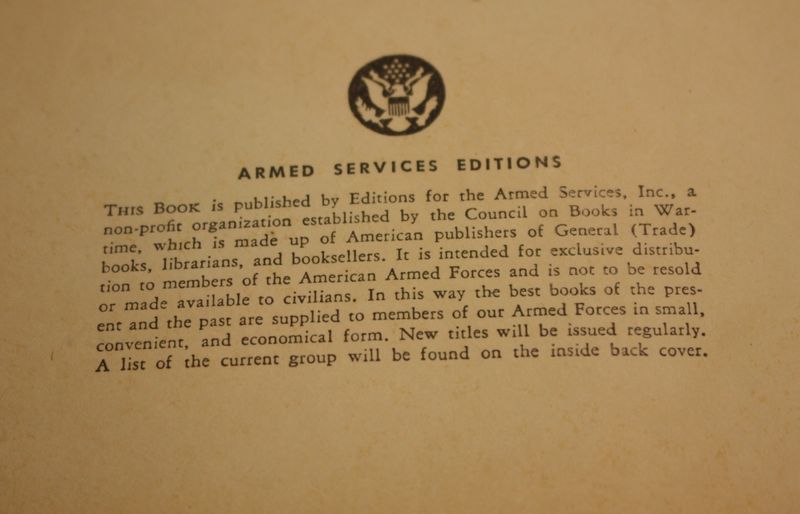 ARMED SERVICES EDITIONS
THIS BOOK is published by Editions for the Armed Services, Inc., a
non-profit organization established by the Council on Books in War-
time, which is made up of American publishers of General (Trade)
books, librarians, and booksellers. It is intended for exclusive distribu-
tion to members of the American Armed Forces and is not to be resold
or made available to civilians. In this way the best books of the pres-
ent and the past are supplied to members of our Armed Forces in small,
convenient, and economical form. New titles will be issued regularly.
A list of the current group will be found on the inside back cover.